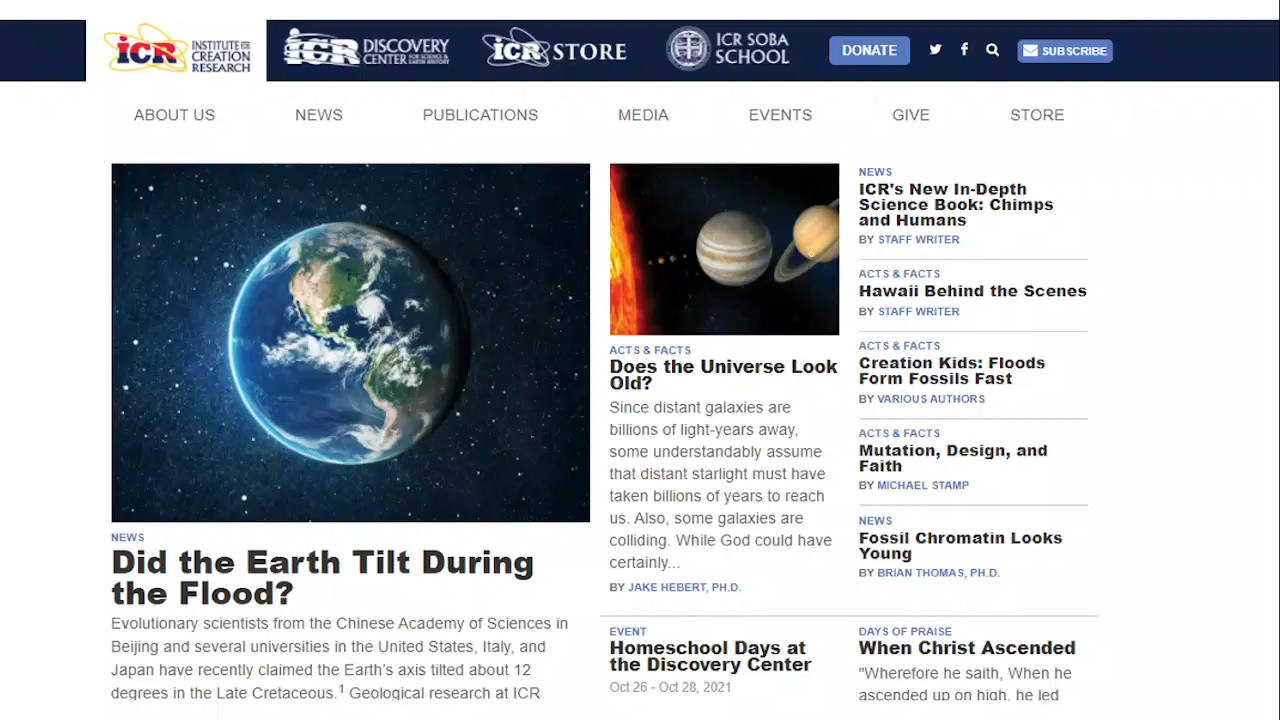 ICR INSTITUTE FOR
CREATION
RESEARCH
ICR DISCOVERY
CENTER FOR SCIENCE & EARTH HISTORY
ICR STORE
ICR SOBA
SCHOOL
DONATE
SUBSCRIBE
ABOUT US
NEWS
PUBLICATIONS
MEDIA
EVENTS
GIVE
STORE
NEWS
Did the Earth Tilt During
the Flood?
Evolutionary scientists from the Chinese Academy of Sciences in
Beijing and several universities in the United States, Italy, and
Japan have recently claimed the Earth’s axis tilted about 12
degrees in the Late Cretaceous.1 Geological research at ICR
ACTS & FACTS
Does the Universe Look
Old?
Since distant galaxies are
billions of light-years away,
some understandably assume
that distant starlight must have
taken billions of years to reach
us. Also, some galaxies are
colliding. While God could have
certainly...
BY JAKE HEBERT, PH.D.
NEWS
ICR's New In-Depth
Science Book: Chimps
and Humans
BY STAFF WRITER
ACTS & FACTS
Hawaii Behind the Scenes
BY STAFF WRITER
ACTS & FACTS
Creation Kids: Floods
Form Fossils Fast
BY VARIOUS AUTHORS
ACTS & FACTS
Mutation, Design, and
Faith
BY MICHAEL STAMP
NEWS
Fossil Chromatin Looks
Young
BY BRIAN THOMAS, PH.D.
EVENT
Homeschool Days at
the Discovery Center
Oct 26 - Oct 28, 2021
DAYS OF PRAISE
When Christ Ascended
"Wherefore he saith, When he
ascended up on high, he led